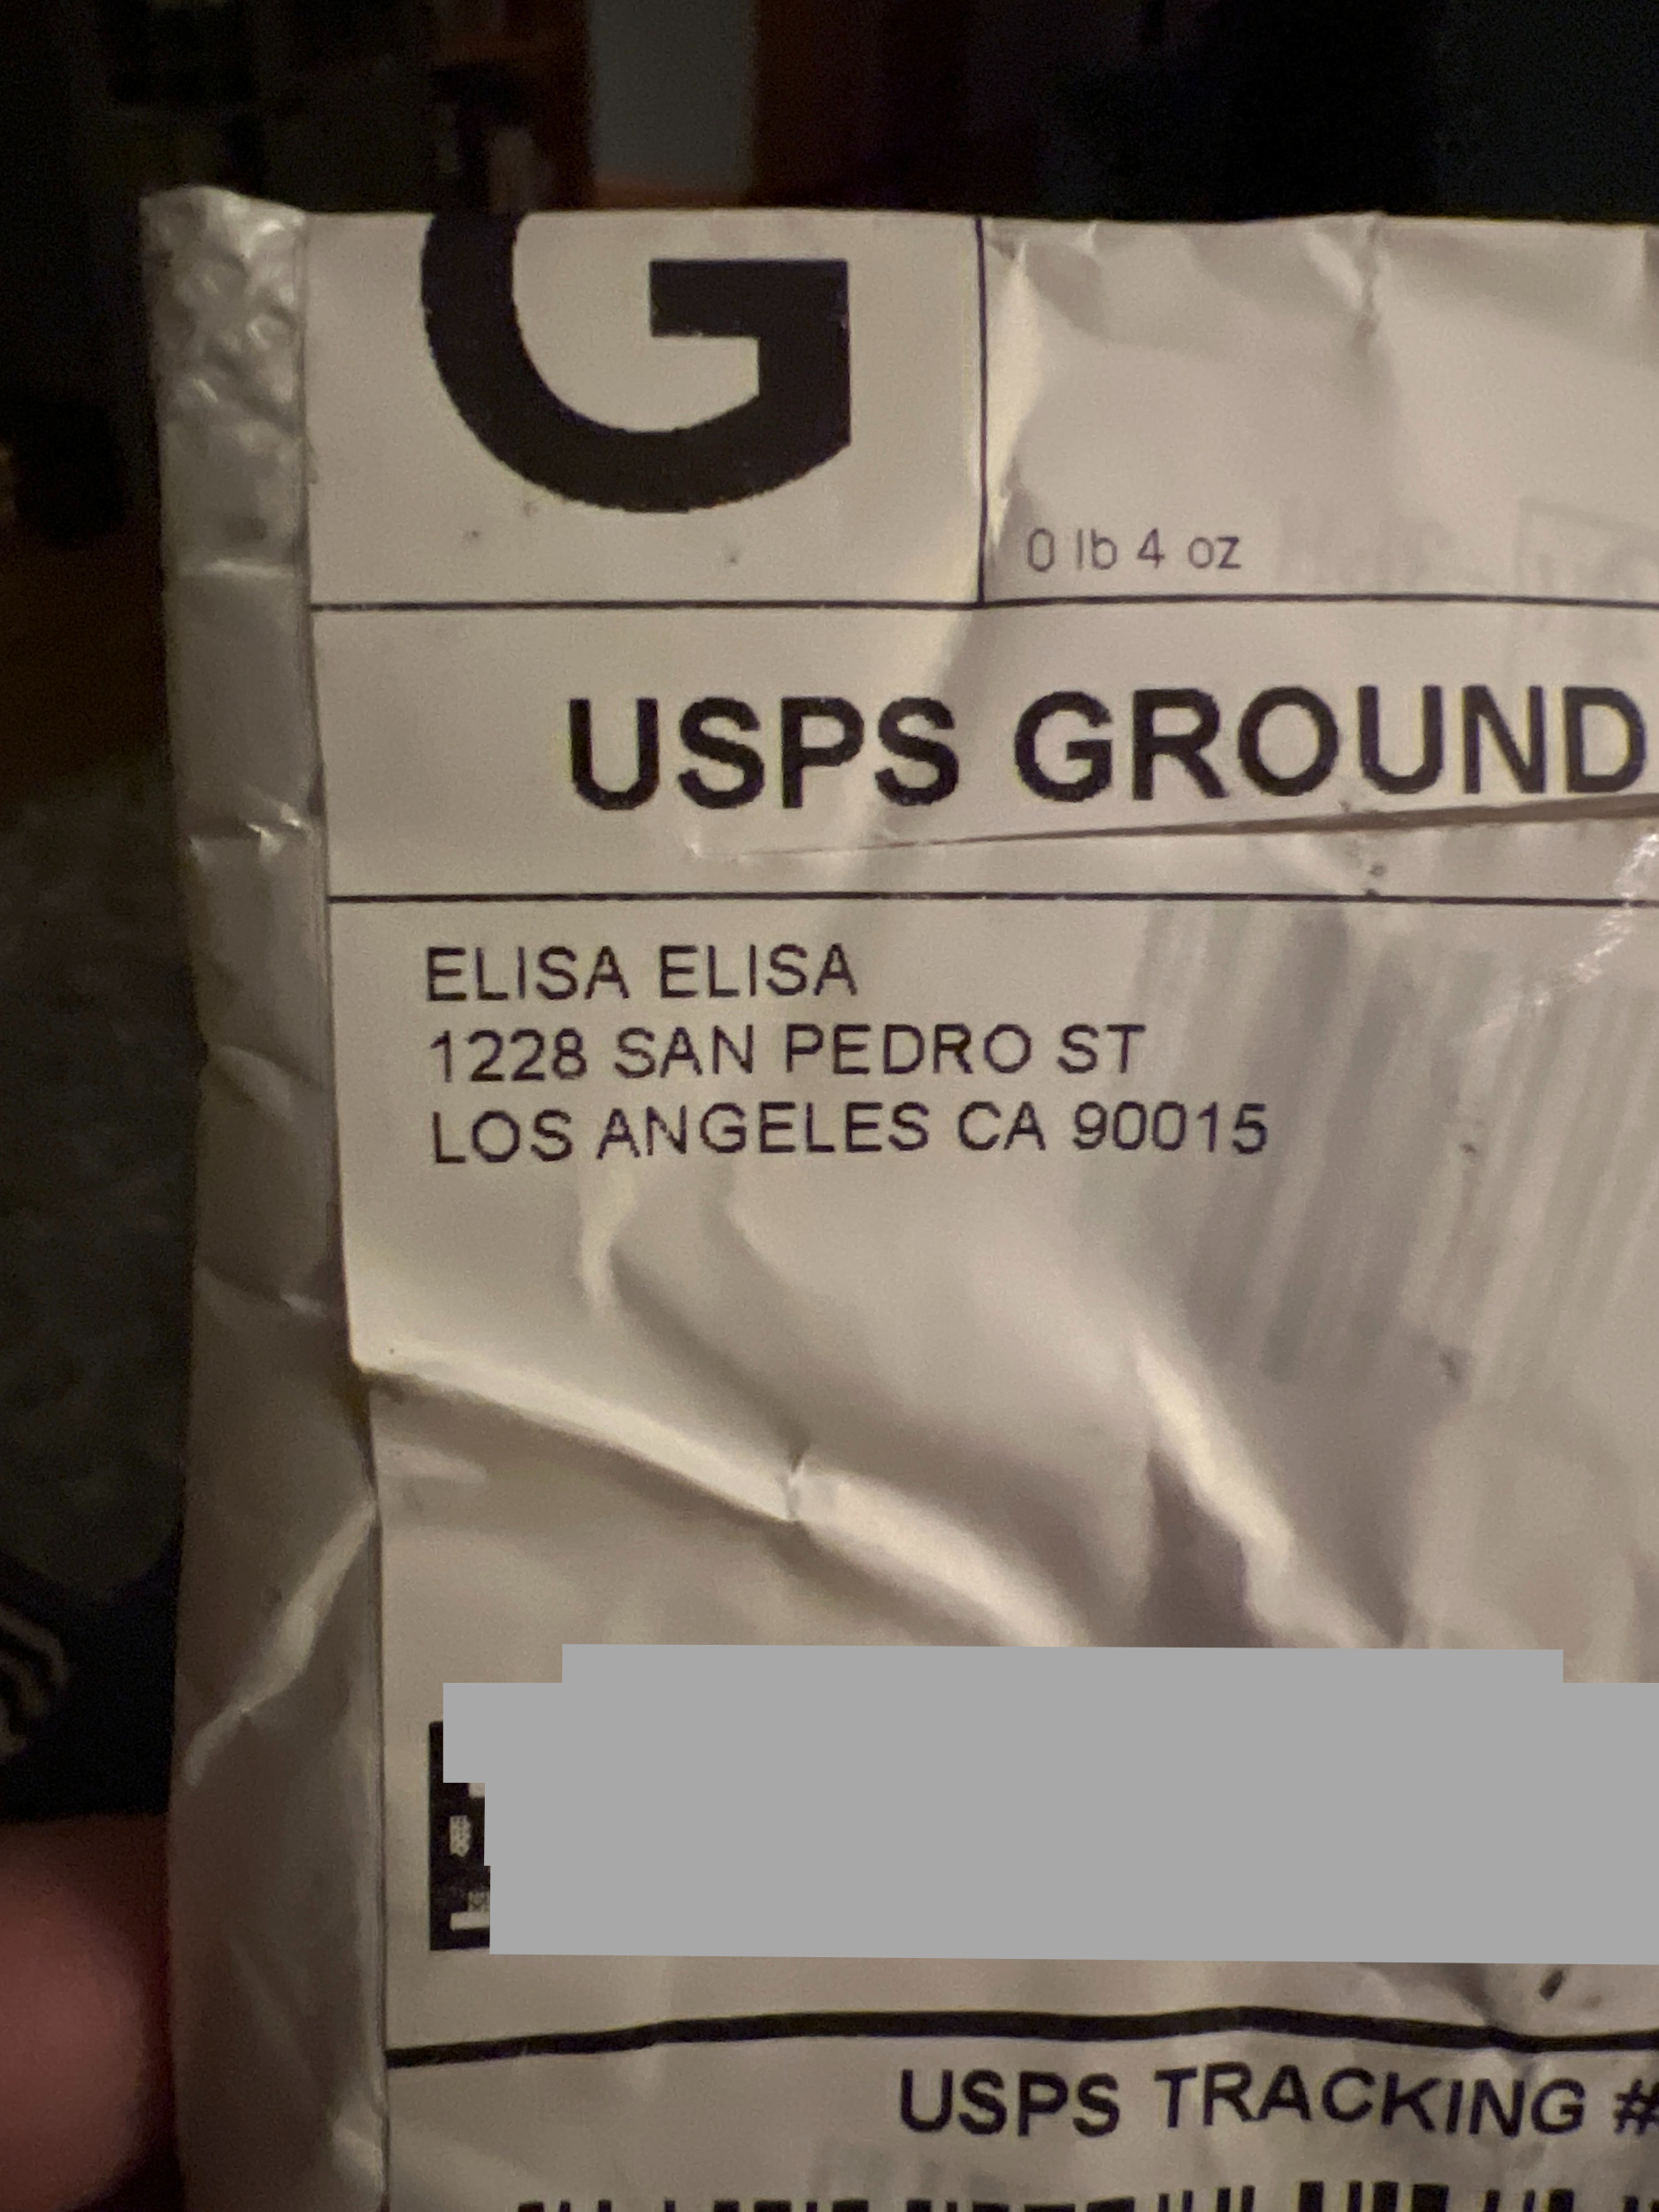 G
0 lb 4 oz
USPS GROUND
ELISA ELISA
1228 SAN PEDRO ST
LOS ANGELES CA 90015
USPS TRACKING #